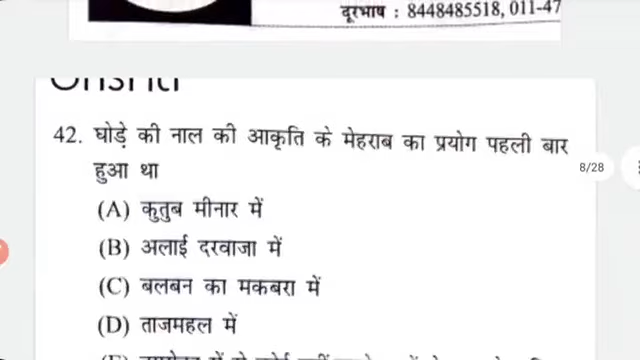 दूरभाष : 8448485518, 011-47
42. घोड़े की नाल की आकृति के मेहराब का प्रयोग पहली बार
हुआ था
8/28
(A) कुतुब मीनार में
(B) अलाई दरवाजा में
(C) बलबन का मकबरा में
(D) ताजमहल में